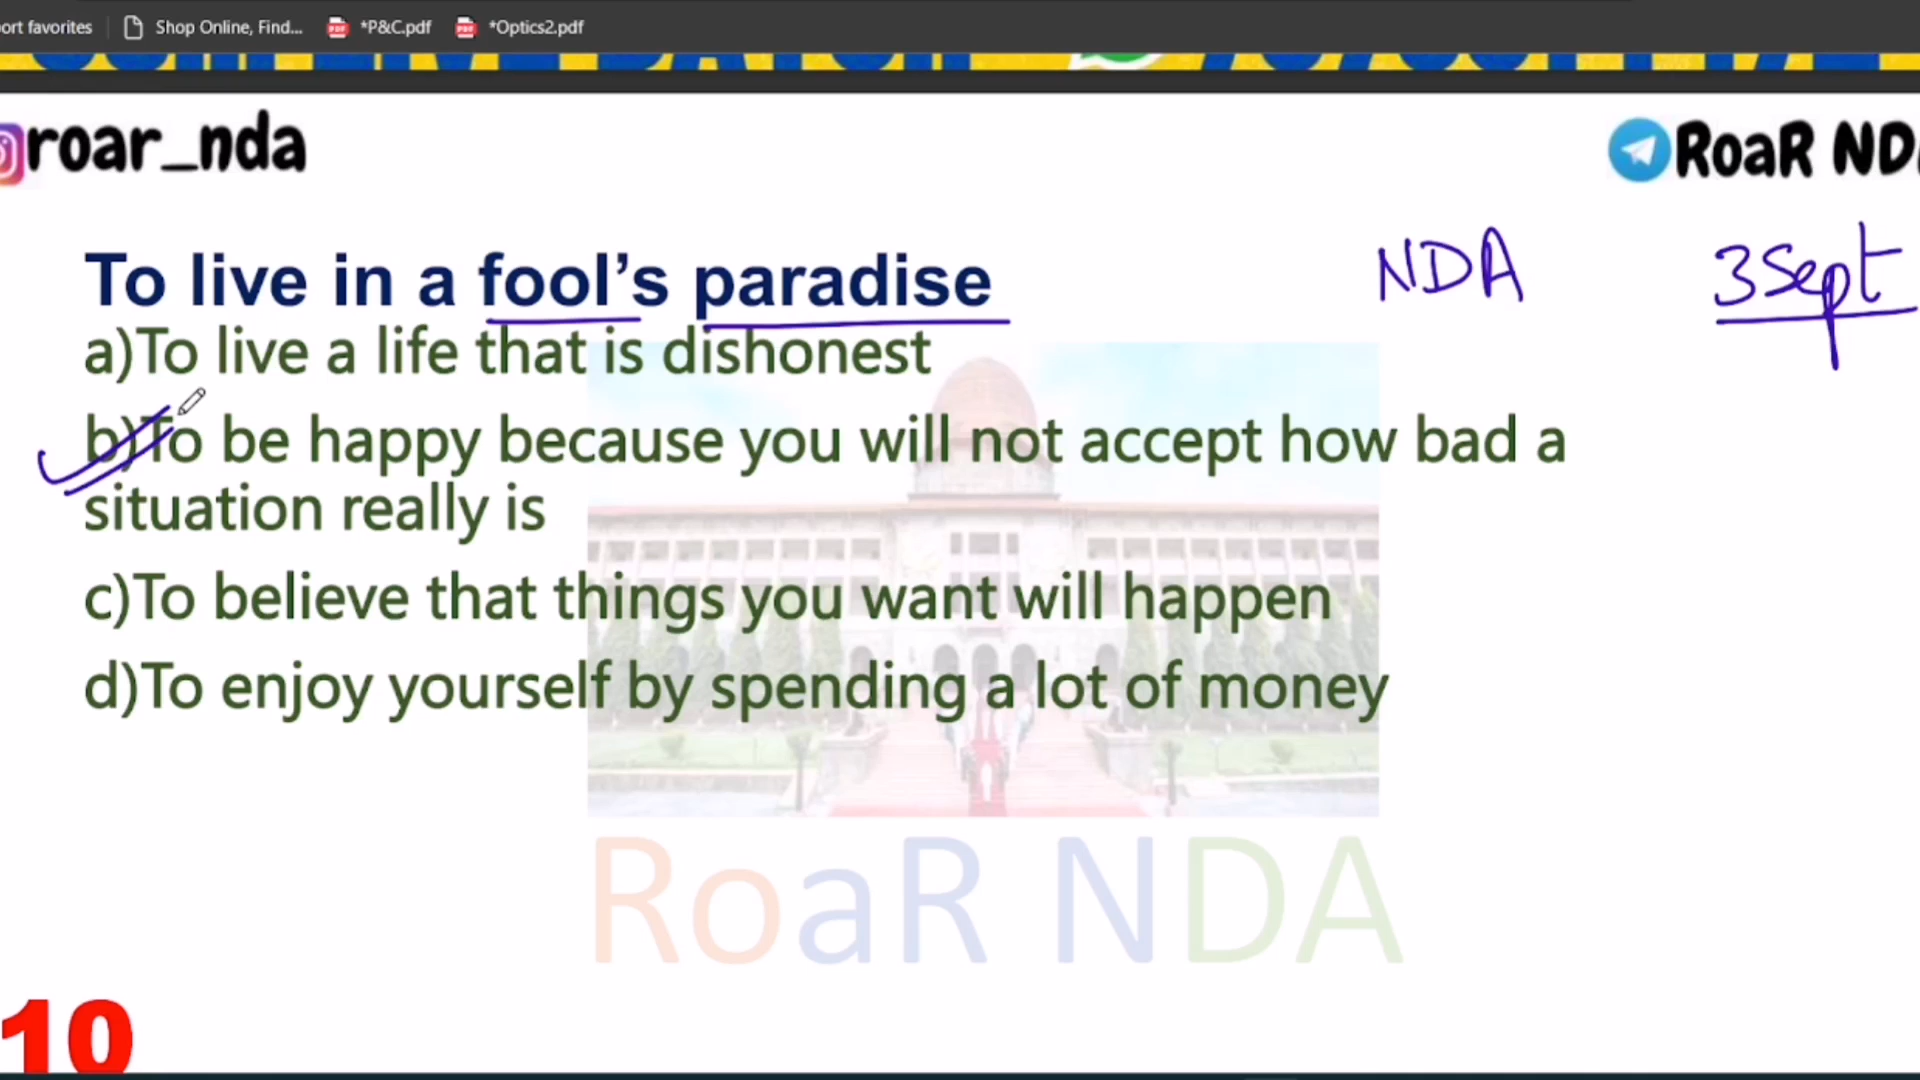 ort favorites
Shop Online, Find...
*P&C.pdf
*Optics2.pdf
roar_nda
RoaR ND
NDA
3 Sept
To live in a fool’s paradise
a)To live a life that is dishonest
b)To be happy because you will not accept how bad a
situation really is
c)To believe that things you want will happen
d)To enjoy yourself by spending a lot of money
RoaR NDA
10